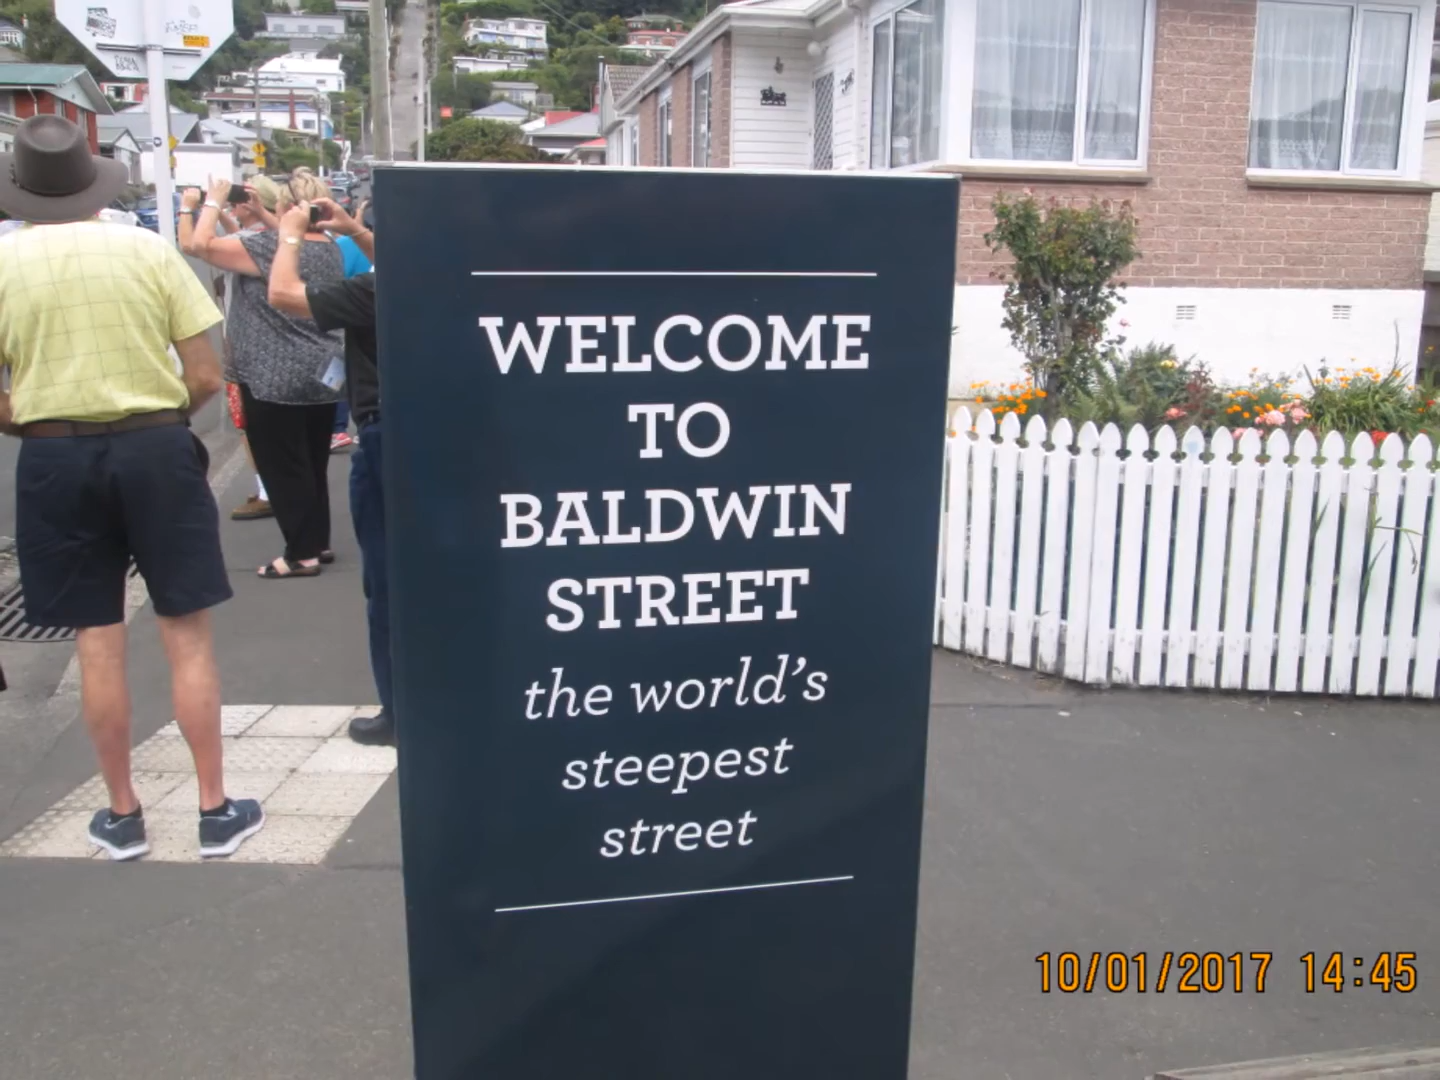 WELCOME
TO
BALDWIN
STREET
the world's
steepest
street
10/01/2017 14:45